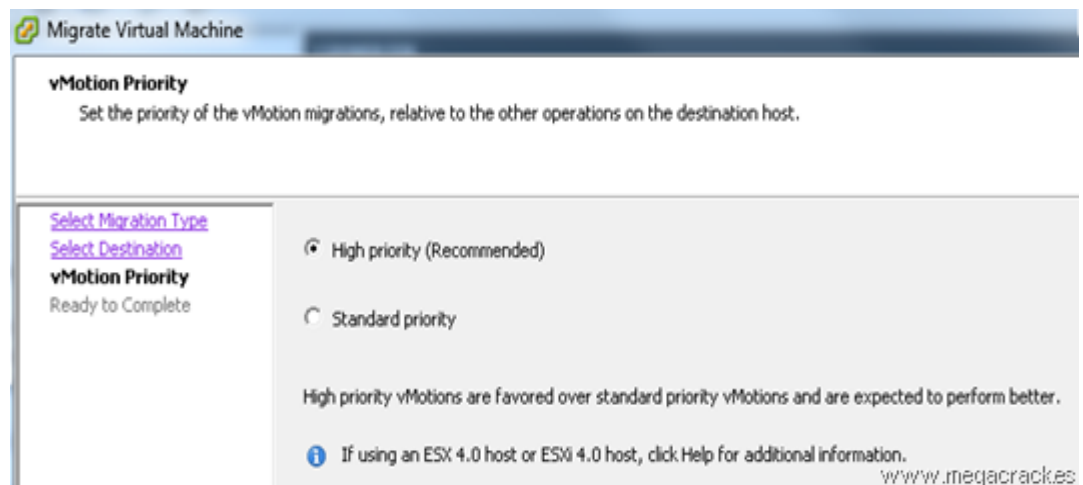 Migrate Virtual Machine
vMotion Priority
Set the priority of the vMotion migrations, relative to the other operations on the destination host.
Select Migration Type
Select Destination
vMotion Priority
Ready to Complete
High priority (Recommended)
Standard priority
High priority vMotions are favored over standard priority vMotions and are expected to perform better.
If using an ESX 4.0 host or ESXi 4.0 host, click Help for additional information.
www.megacrack.es